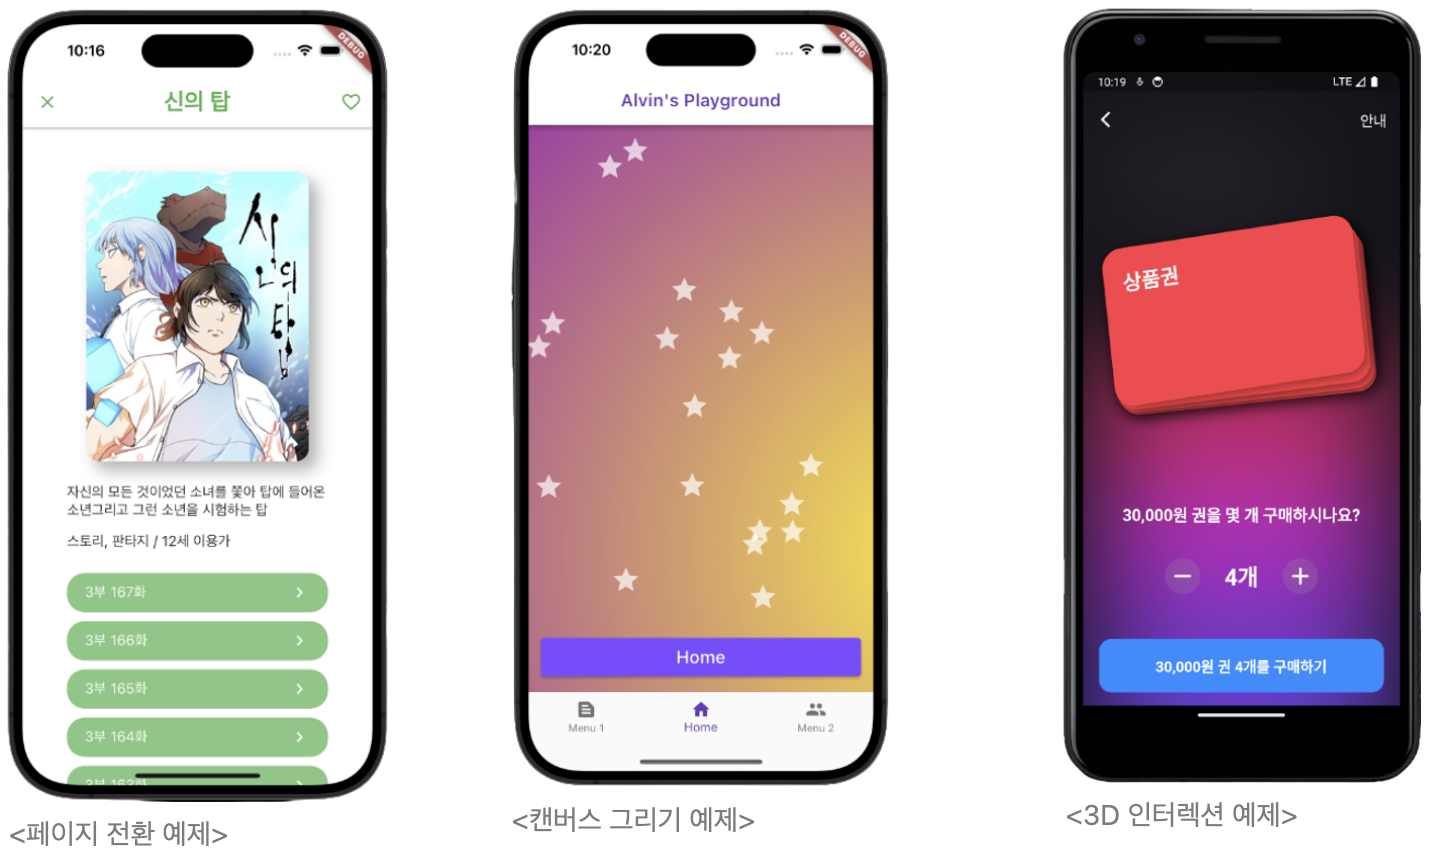 10:16
DEBUG
신의 탑
신의 탑
자신의 모든 것이었던 소녀를 쫓아 탑에 들어온
소년그리고 그런 소년을 시험하는 탑
스토리, 판타지 / 12세 이용가
3부 167화
3부 166화
3부 165화
3부 164화
3부 163화
<페이지 전환 예제>
10:20
DEBUG
Alvin's Playground
Home
Menu 1
Home
Menu 2
<캔버스 그리기 예제>
10:19
LTE
안내
상품권
30,000원 권을 몇 개 구매하시나요?
4개
30,000원 권 4개를 구매하기
<3D 인터렉션 예제>